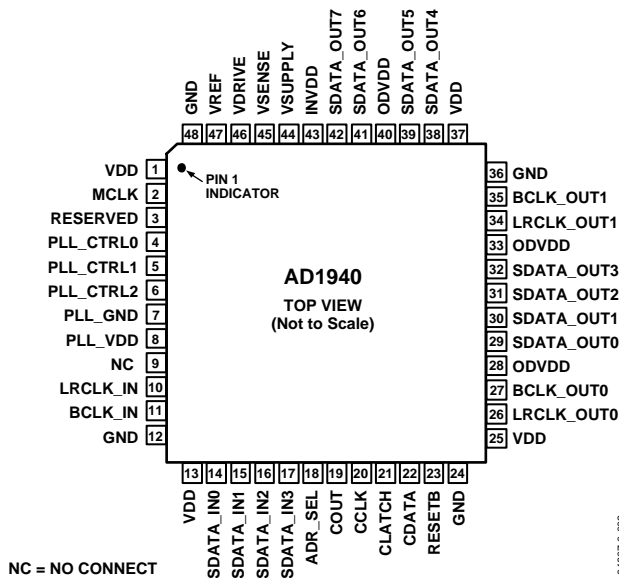 GND
VREF
VDRIVE
VSENSE
VSUPPLY
INVDD
SDATA_OUT7
SDATA_OUT6
ODVDD
SDATA_OUT5
SDATA_OUT4
VDD
48 47 46 45 44 43 42 41 40 39 38 37
VDD 1
MCLK 2
RESERVED 3
PLL_CTRL0 4
PLL_CTRL1 5
PLL_CTRL2 6
PLL_GND 7
PLL_VDD 8
NC 9
LRCLK_IN 10
BCLK_IN 11
GND 12
PIN 1
INDICATOR
AD1940
TOP VIEW
(Not to Scale)
36 GND
35 BCLK_OUT1
34 LRCLK_OUT1
33 ODVDD
32 SDATA_OUT3
31 SDATA_OUT2
30 SDATA_OUT1
29 SDATA_OUT0
28 ODVDD
27 BCLK_OUT0
26 LRCLK_OUT0
25 VDD
13 14 15 16 17 18 19 20 21 22 23 24
VDD
SDATA_IN0
SDATA_IN1
SDATA_IN2
SDATA_IN3
ADR_SEL
COUT
CCLK
CLATCH
CDATA
RESETB
GND
NC = NO CONNECT